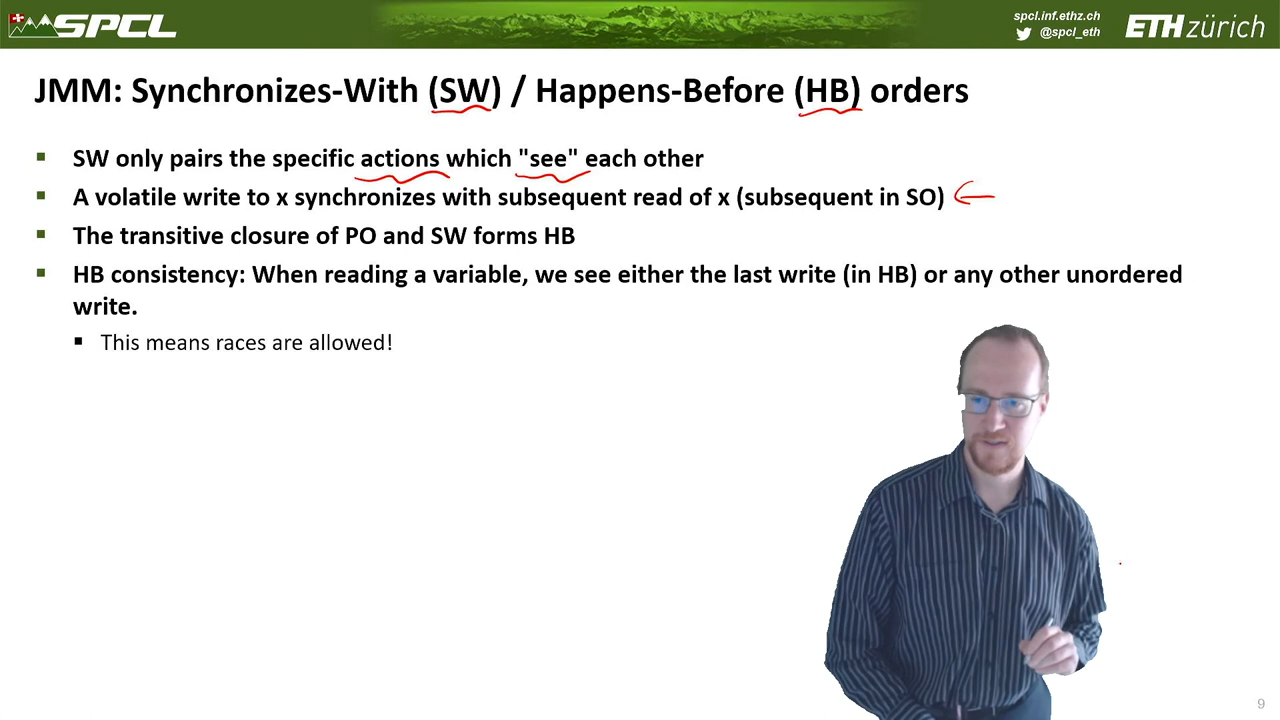 SPCL
spcl.inf.ethz.ch
@spcl_eth
ETH zürich
JMM: Synchronizes-With (SW) / Happens-Before (HB) orders
SW only pairs the specific actions which "see" each other
A volatile write to x synchronizes with subsequent read of x (subsequent in SO)
The transitive closure of PO and SW forms HB
HB consistency: When reading a variable, we see either the last write (in HB) or any other unordered
write.
This means races are allowed!
9